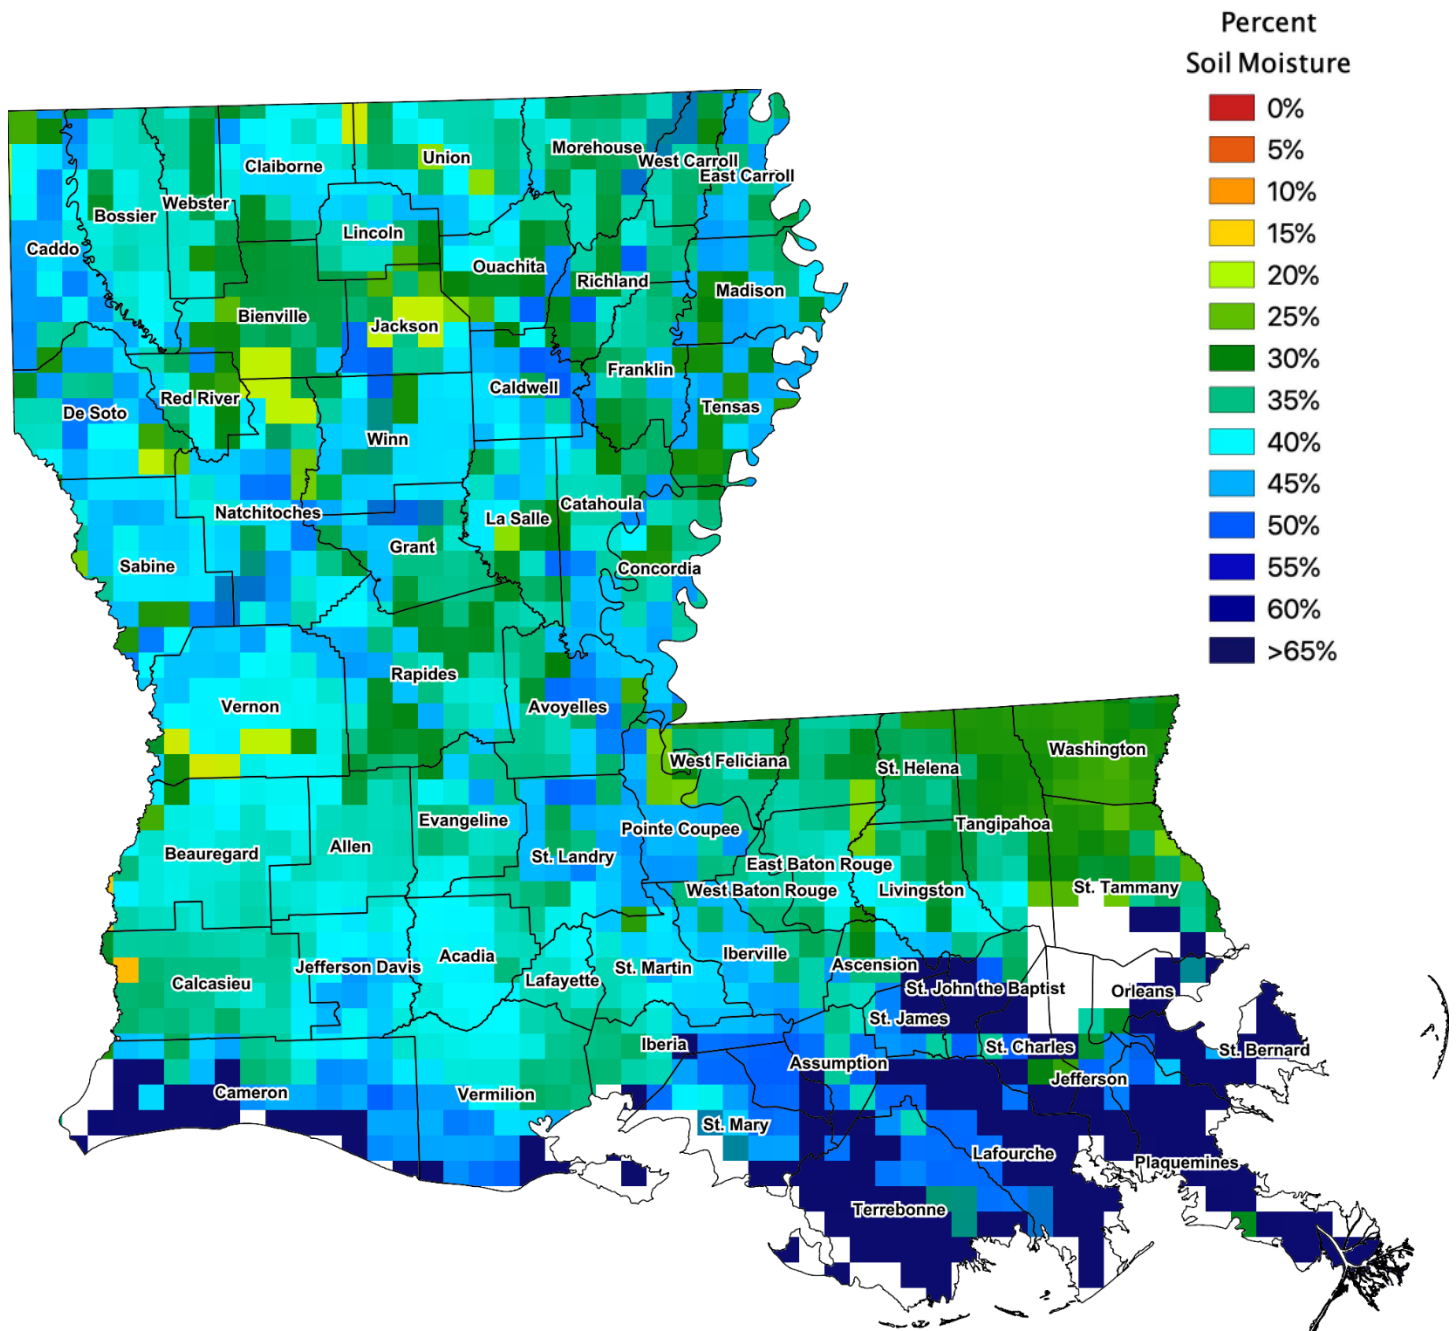 Percent
Soil Moisture
0%
5%
10%
15%
20%
25%
30%
35%
40%
45%
50%
55%
60%
>65%
Claiborne
Union
Morehouse
West Carroll
East Carroll
Webster
Bossier
Lincoln
Caddo
Ouachita
Richland
Madison
Bienville
Jackson
Franklin
Caldwell
Red River
De Soto
Tensas
Winn
Natchitoches
La Salle
Catahoula
Grant
Sabine
Concordia
Rapides
Vernon
Avoyelles
Washington
West Feliciana
St. Helena
Evangeline
Tangipahoa
Pointe Coupee
Allen
Beauregard
St. Landry
East Baton Rouge
West Baton Rouge
Livingston
St. Tammany
Acadia
Iberville
Jefferson Davis
St. Martin
Ascension
Lafayette
Calcasieu
St. John the Baptist
Orleans
St. James
Iberia
St. Charles
St. Bernard
Assumption
Jefferson
Cameron
Vermilion
St. Mary
Lafourche
Plaquemines
Terrebonne